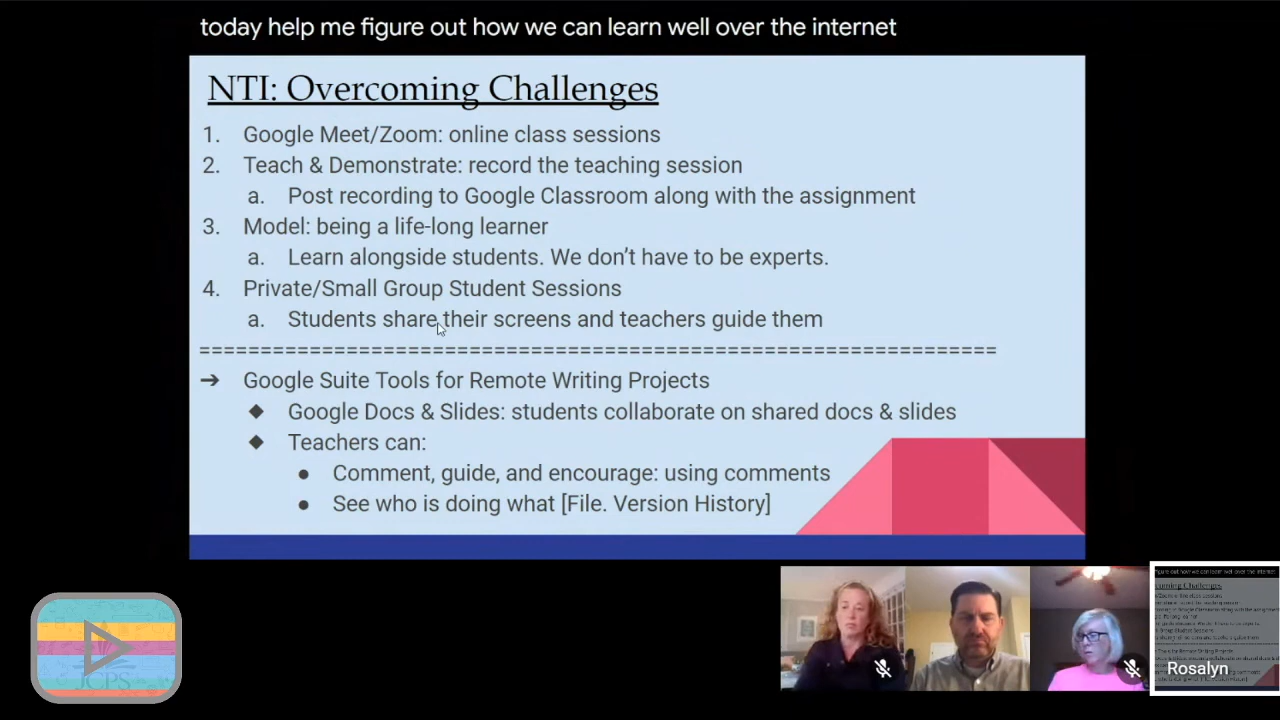 today help me figure out how we can learn well over the internet
NTI: Overcoming Challenges
1. Google Meet/Zoom: online class sessions
2. Teach & Demonstrate: record the teaching session
a. Post recording to Google Classroom along with the assignment
3. Model: being a life-long learner
a. Learn alongside students. We don't have to be experts.
4. Private/Small Group Student Sessions
a. Students share their screens and teachers guide them
=================================================================
➔ Google Suite Tools for Remote Writing Projects
◆ Google Docs & Slides: students collaborate on shared docs & slides
◆ Teachers can:
● Comment, guide, and encourage: using comments
● See who is doing what [File. Version History]
JCPS
Rosalyn